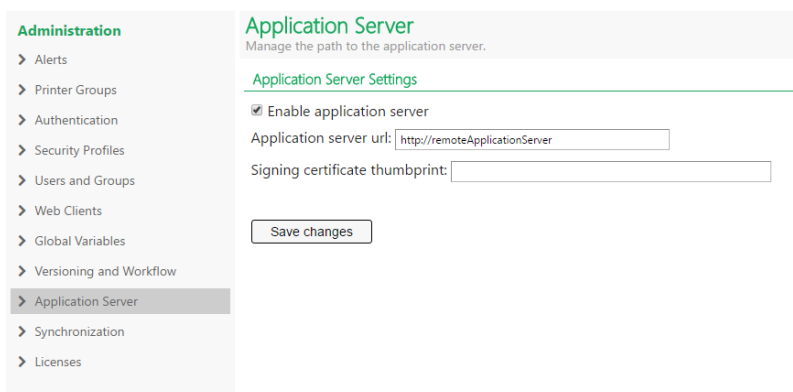 Administration
Alerts
Printer Groups
Authentication
Security Profiles
Users and Groups
Web Clients
Global Variables
Versioning and Workflow
Application Server
Synchronization
Licenses
Application Server
Manage the path to the application server.
Application Server Settings
Enable application server
Application server url: http://remoteApplicationServer
Signing certificate thumbprint:
Save changes